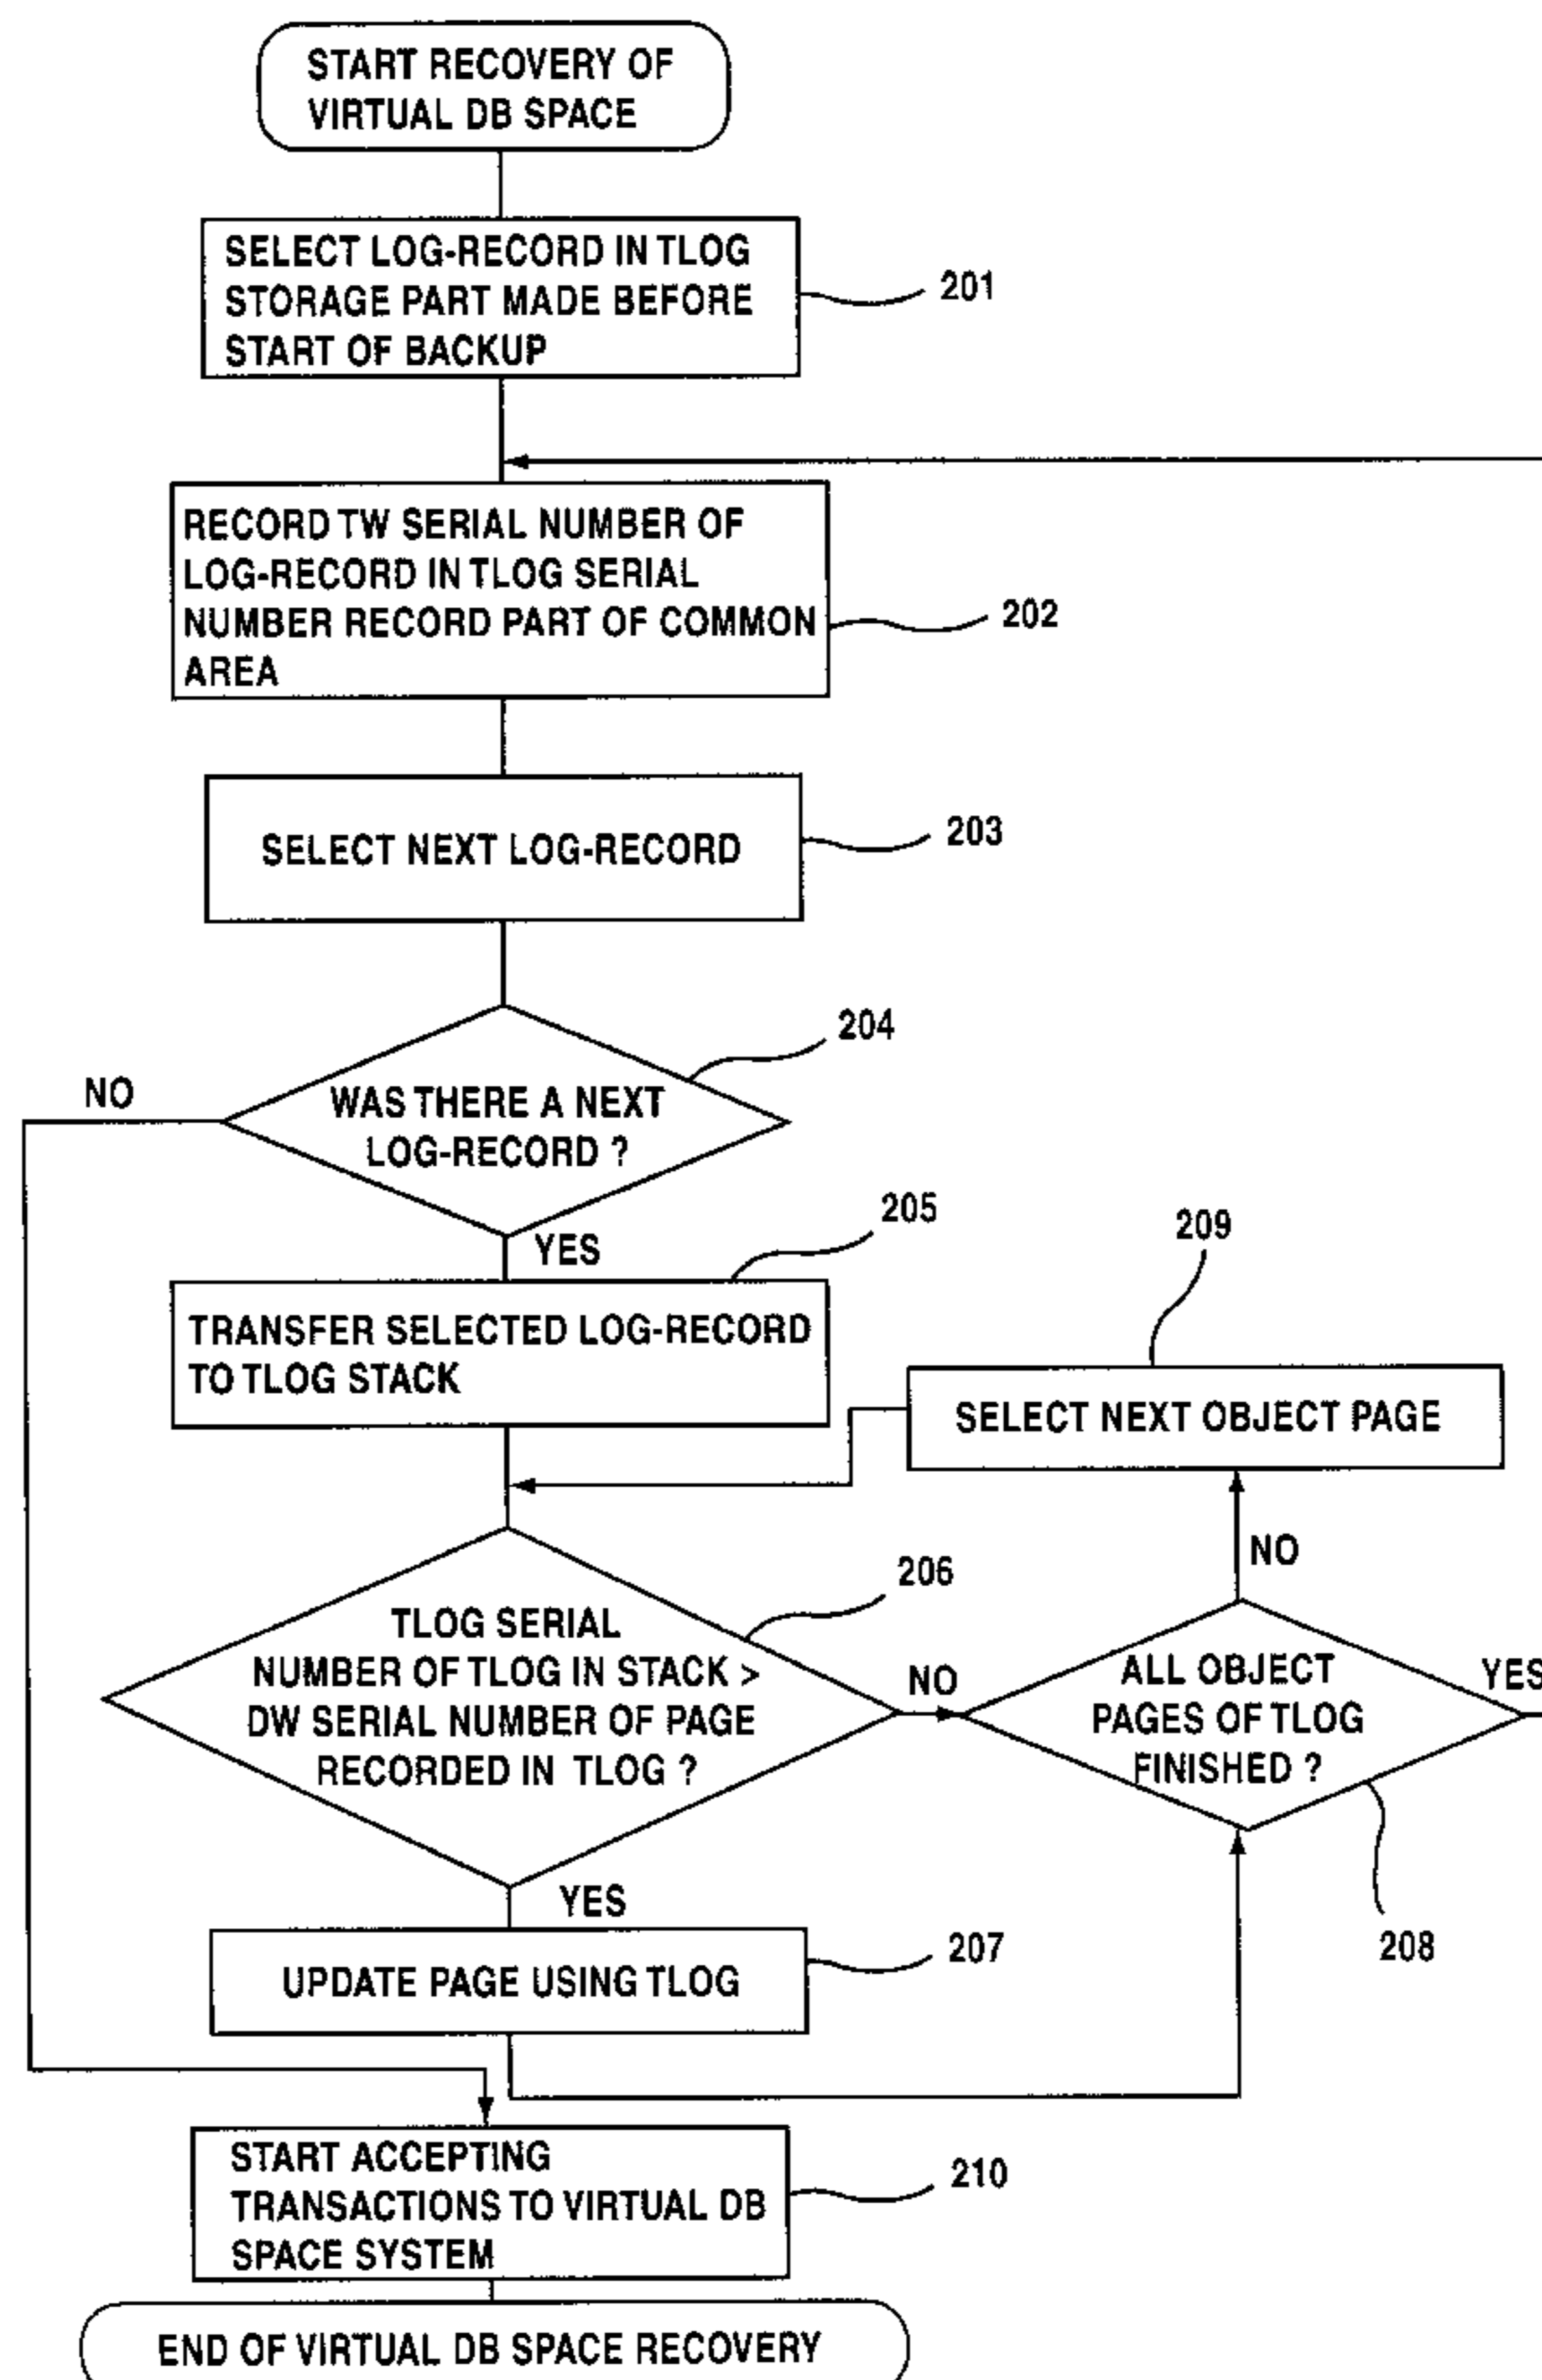 START RECOVERY OF
VIRTUAL DB SPACE
SELECT LOG-RECORD IN TLOG
STORAGE PART MADE BEFORE
START OF BACKUP
201
RECORD TW SERIAL NUMBER OF
LOG-RECORD IN TLOG SERIAL
NUMBER RECORD PART OF COMMON
AREA
202
SELECT NEXT LOG-RECORD
203
204
NO
WAS THERE A NEXT
LOG-RECORD ?
YES
205
TRANSFER SELECTED LOG-RECORD
TO TLOG STACK
209
SELECT NEXT OBJECT PAGE
NO
206
TLOG SERIAL
NUMBER OF TLOG IN STACK >
DW SERIAL NUMBER OF PAGE
RECORDED IN TLOG ?
NO
ALL OBJECT
PAGES OF TLOG
FINISHED ?
YES
208
YES
UPDATE PAGE USING TLOG
207
START ACCEPTING
TRANSACTIONS TO VIRTUAL DB
SPACE SYSTEM
210
END OF VIRTUAL DB SPACE RECOVERY